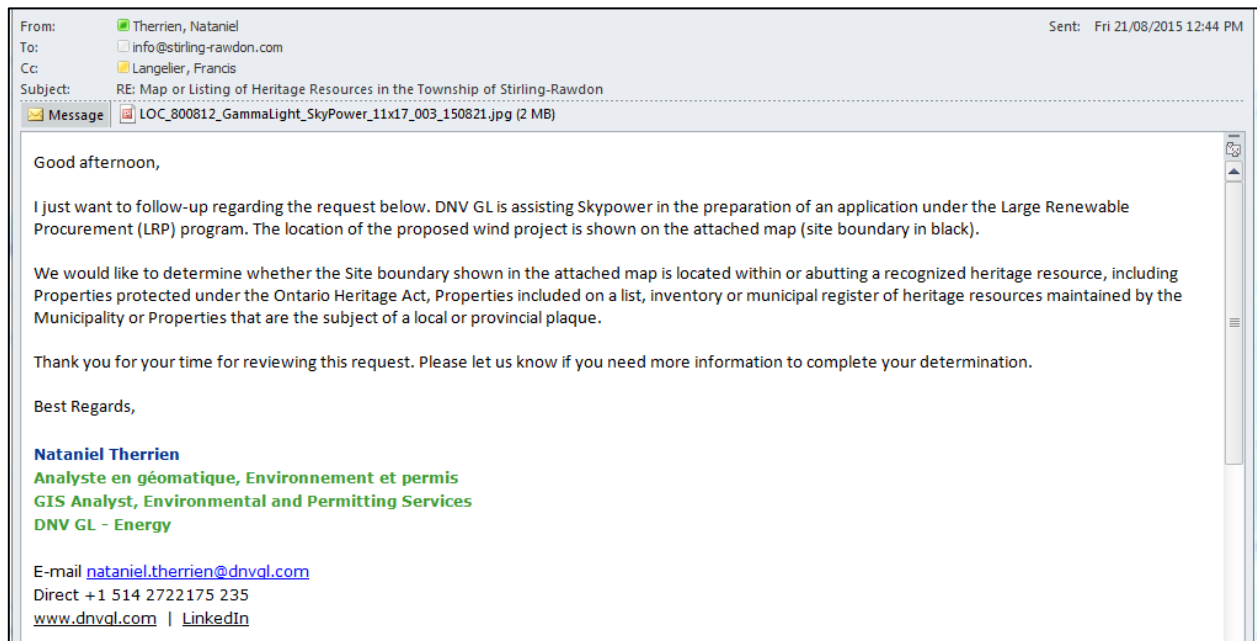 From: Therrien, Nataniel Sent: Fri 21/08/2015 12:44 PM
To: info@stirling-rawdon.com
Cc: Langelier, Francis
Subject: RE: Map or Listing of Heritage Resources in the Township of Stirling-Rawdon
Message LOC_800812_GammaLight_SkyPower_11x17_003_150821.jpg (2 MB)
Good afternoon,
I just want to follow-up regarding the request below. DNV GL is assisting Skypower in the preparation of an application under the Large Renewable
Procurement (LRP) program. The location of the proposed wind project is shown on the attached map (site boundary in black).
We would like to determine whether the Site boundary shown in the attached map is located within or abutting a recognized heritage resource, including
Properties protected under the Ontario Heritage Act, Properties included on a list, inventory or municipal register of heritage resources maintained by the
Municipality or Properties that are the subject of a local or provincial plaque.
Thank you for your time for reviewing this request. Please let us know if you need more information to complete your determination.
Best Regards,
Nataniel Therrien
Analyste en géomatique, Environnement et permis
GIS Analyst, Environmental and Permitting Services
DNV GL - Energy
E-mail nataniel.therrien@dnvgl.com
Direct +1 514 2722175 235
www.dnvgl.com | LinkedIn